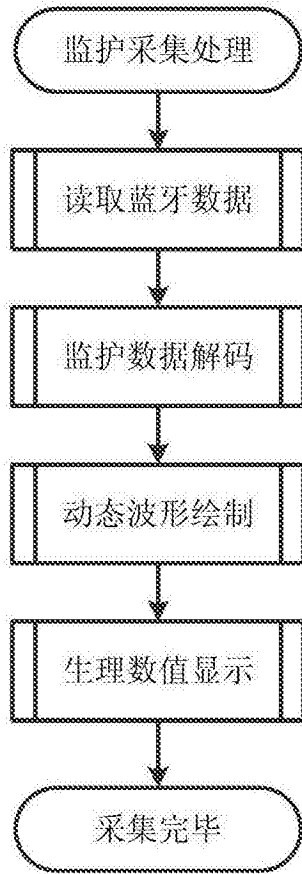 监护采集处理
读取蓝牙数据
监护数据解码
动态波形绘制
生理数值显示
采集完毕